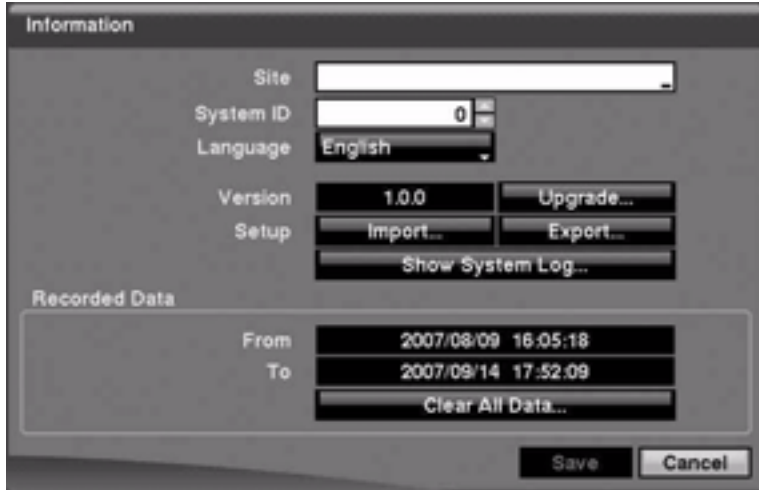 Information
Site
System ID 0
Language English
Version 1.0.0 Upgrade...
Setup Import... Export...
Show System Log...
Recorded Data
From 2007/08/09 16:05:18
To 2007/09/14 17:52:09
Clear All Data...
Save Cancel